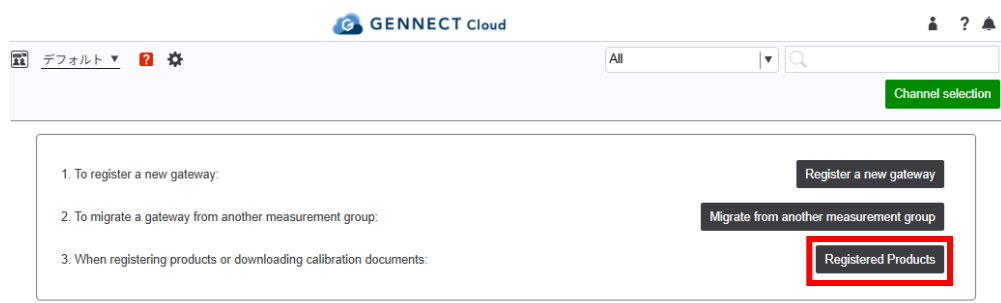 GENNECT Cloud
?
デフォルト ▼ ? All ▼
Channel selection
1. To register a new gateway: Register a new gateway
2. To migrate a gateway from another measurement group: Migrate from another measurement group
3. When registering products or downloading calibration documents: Registered Products